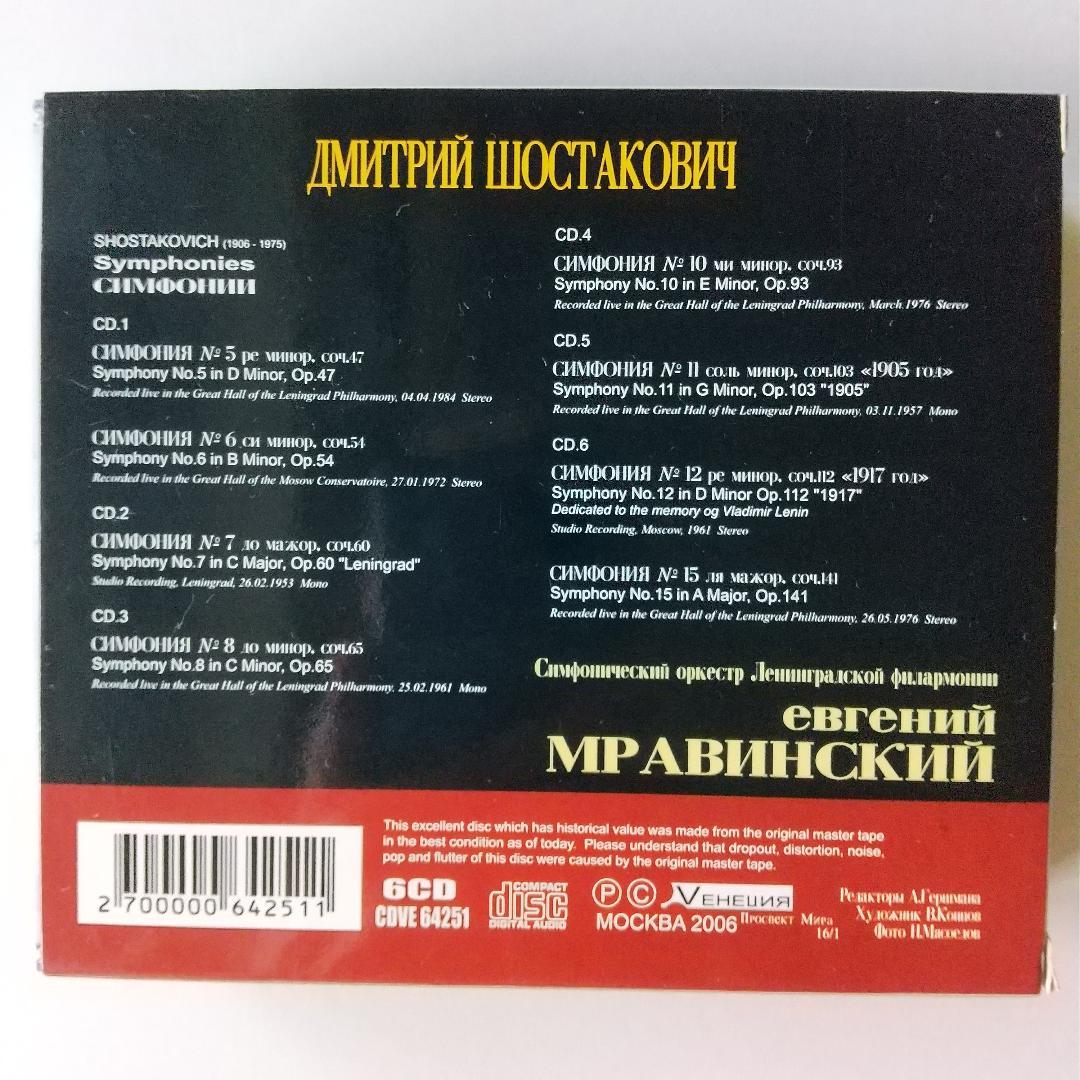 ДМИТРИЙ ШОСТАКОВИЧ
SHOSTAKOVICH (1906 - 1975)
Symphonies
СИМФОНИИ
CD.1
СИМФОНИЯ № 5 ре минор, соч.47
Symphony No.5 in D Minor, Op.47
Recorded live in the Great Hall of the Leningrad Philharmony, 04.04.1984 Stereo
СИМФОНИЯ № 6 си минор, соч.54
Symphony No.6 in B Minor, Op.54
Recorded live in the Great Hall of the Mosow Conservatoire, 27.01.1972 Stereo
CD.2
СИМФОНИЯ № 7 до мажор, соч.60
Symphony No.7 in C Major, Op.60 "Leningrad"
Studio Recording, Leningrad, 26.02.1953 Mono
CD.3
СИМФОНИЯ № 8 до минор, соч.65
Symphony No.8 in C Minor, Op.65
Recorded live in the Great Hall of the Leningrad Philharmony, 25.02.1961 Mono
CD.4
СИМФОНИЯ № 10 ми минор, соч.93
Symphony No.10 in E Minor, Op.93
Recorded live in the Great Hall of the Leningrad Philharmony, March.1976 Stereo
CD.5
СИМФОНИЯ № 11 соль минор, соч.103 «1905 год»
Symphony No.11 in G Minor, Op.103 "1905"
Recorded live in the Great Hall of the Leningrad Philharmony, 03.11.1957 Mono
CD.6
СИМФОНИЯ № 12 ре минор, соч.112 «1917 год»
Symphony No.12 in D Minor Op.112 "1917"
Dedicated to the memory og Vladimir Lenin
Studio Recording, Moscow, 1961 Stereo
СИМФОНИЯ № 15 ля мажор, соч.141
Symphony No.15 in A Major, Op.141
Recorded live in the Great Hall of the Leningrad Philharmony, 26.05.1976 Stereo
Симфонический оркестр Ленинградской филармонии
евгений
МРАВИНСКИЙ
2 700000 642511
This excellent disc which has historical value was made from the original master tape
in the best condition as of today. Please understand that dropout, distortion, noise,
pop and flutter of this disc were caused by the original master tape.
6CD
CDVE 64251
COMPACT
disc
DIGITAL AUDIO
Ⓟ Ⓒ VЕНЕЦИЯ
МОСКВА 2006 Проспект Мира
16/1
Редакторы А.Геришман
Художник В.Коннов
Фото Н.Масоедов